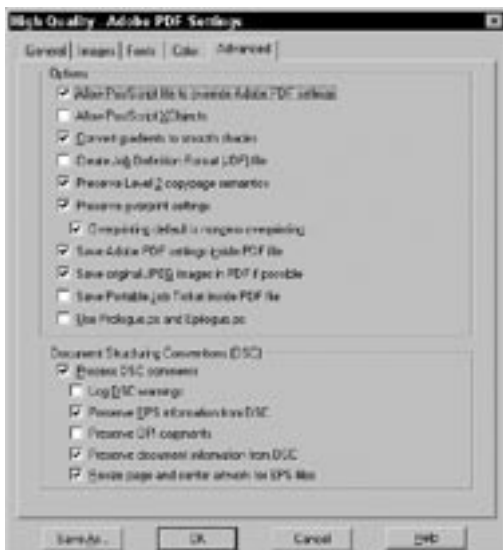 High Quality - Adobe PDF Settings
General Images Fonts Color Advanced
Options
Allow PostScript file to override Adobe PDF settings
Allow PostScript XObjects
Convert gradients to smooth shades
Create Job Definition Format (JDF) file
Preserve Level 2 copypage semantics
Preserve overprint settings
Overprinting default is nonzero overprinting
Save Adobe PDF settings inside PDF file
Save original JPEG images in PDF if possible
Save Portable Job Ticket inside PDF file
Use Prologue.ps and Epilogue.ps
Document Structuring Conventions (DSC)
Process DSC comments
Log DSC warnings
Preserve EPS information from DSC
Preserve OPI comments
Preserve document information from DSC
Resize page and center artwork for EPS files
Save As... OK Cancel Help